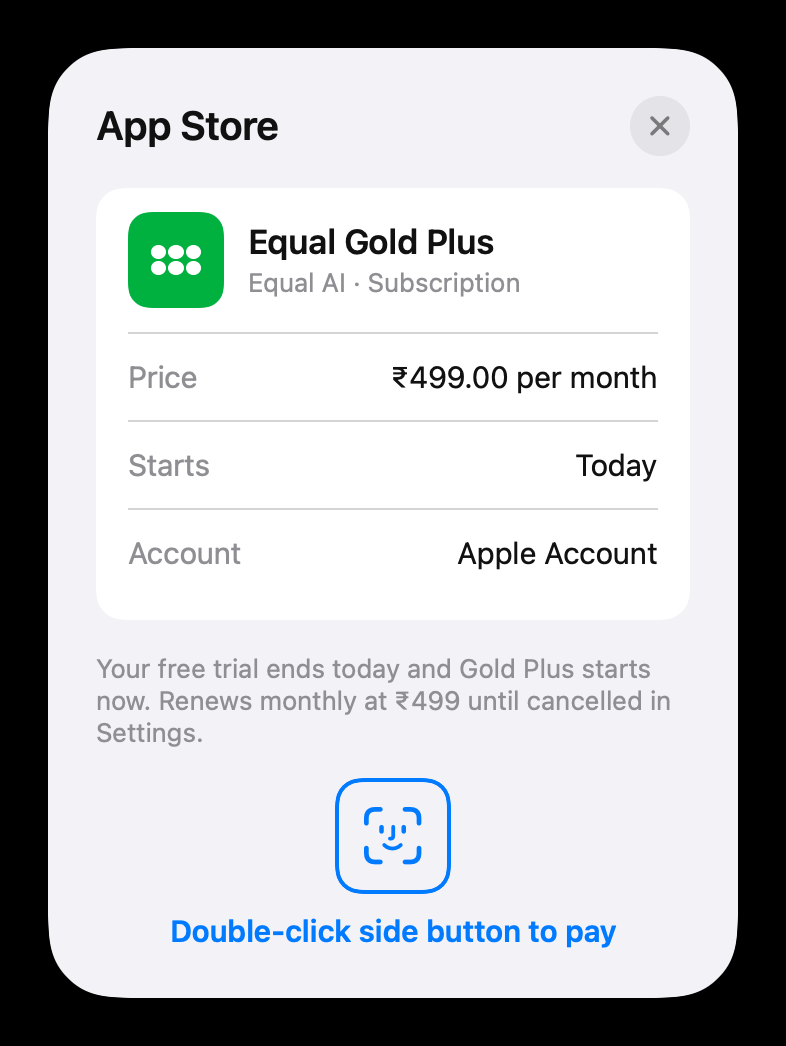 App Store
Equal Gold Plus
Equal AI · Subscription
Price
₹499.00 per month
Starts
Today
Account
Apple Account
Your free trial ends today and Gold Plus starts
now. Renews monthly at ₹499 until cancelled in
Settings.
Double-click side button to pay